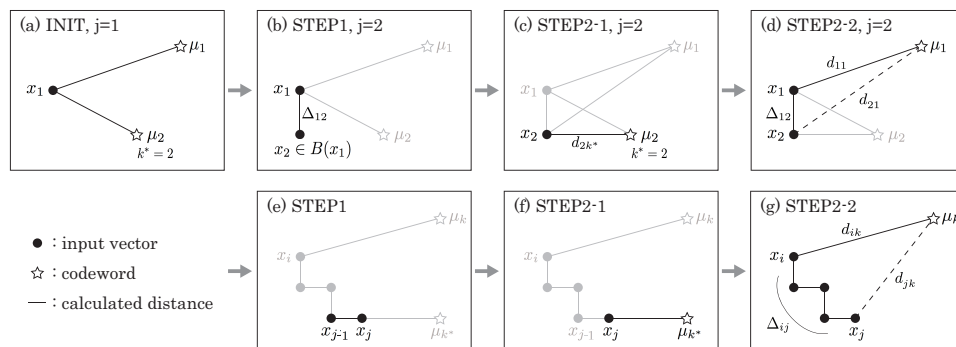 (a) INIT, j=1
μ1
x1
μ2
k* = 2
(b) STEP1, j=2
μ1
x1
Δ12
μ2
x2 ∈ B(x1)
(c) STEP2-1, j=2
μ1
x1
x2
μ2
d2k*
k* = 2
(d) STEP2-2, j=2
μ1
d11
x1
d21
Δ12
x2
μ2
● : input vector
☆ : codeword
— : calculated distance
(e) STEP1
μk
xi
xj-1 xj
μk*
(f) STEP2-1
μk
xi
xj-1 xj
μk*
(g) STEP2-2
μk
dik
xi
djk
Δij
xj